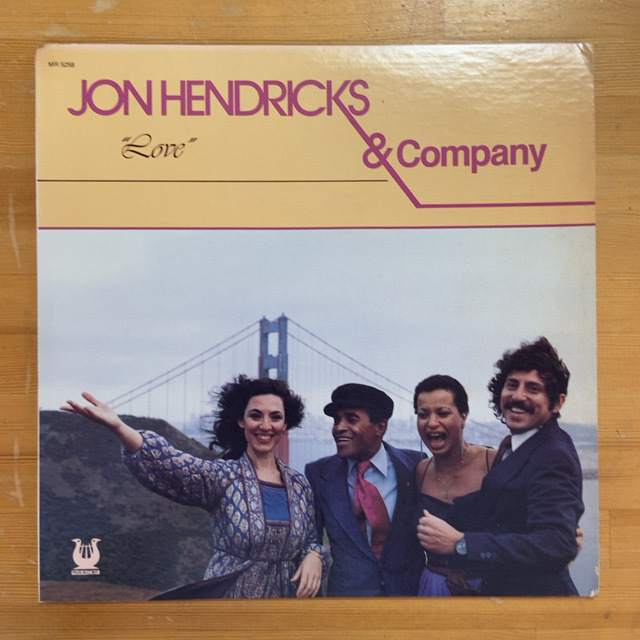 MR 5258
JON HENDRICKS
"Love"
& Company